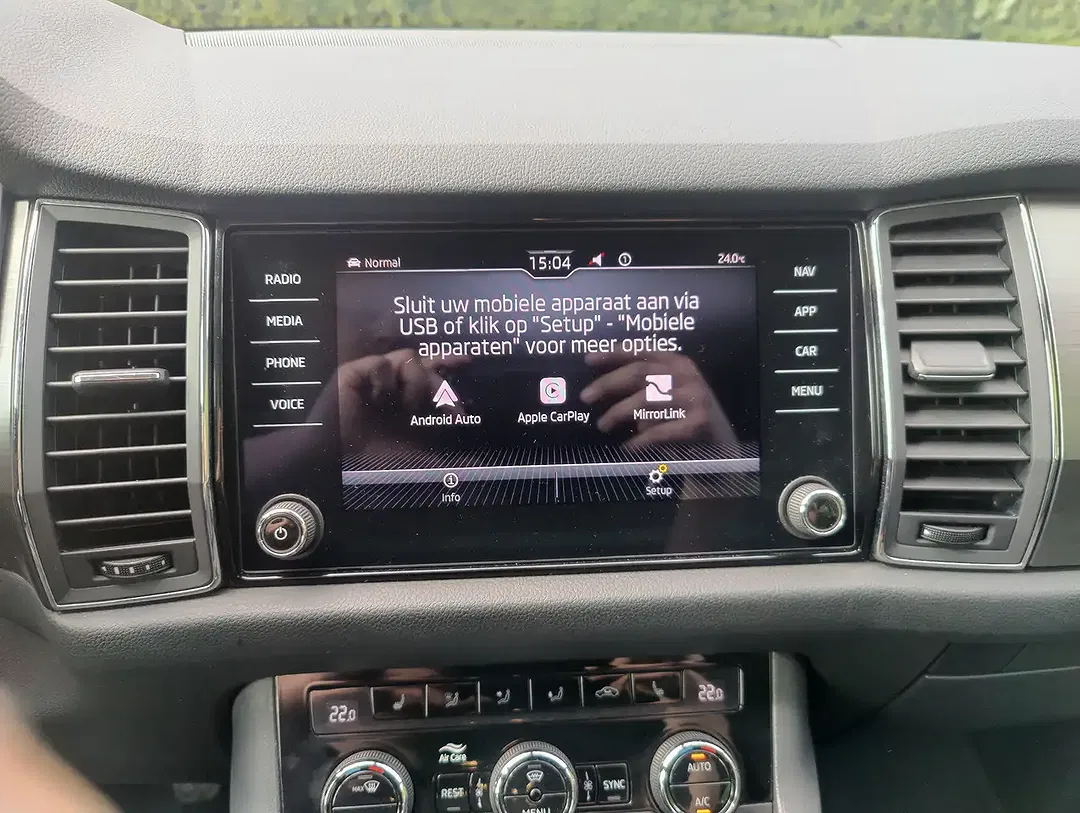 Normal
15:04
24.0°C
RADIO
MEDIA
PHONE
VOICE
Sluit uw mobiele apparaat aan via
USB of klik op "Setup" - "Mobiele
apparaten" voor meer opties.
Android Auto
Apple CarPlay
MirrorLink
Info
Setup
NAV
APP
CAR
MENU
22.0
22.0
Air Care
MAX
REST
MENU
SYNC
AUTO
A/C